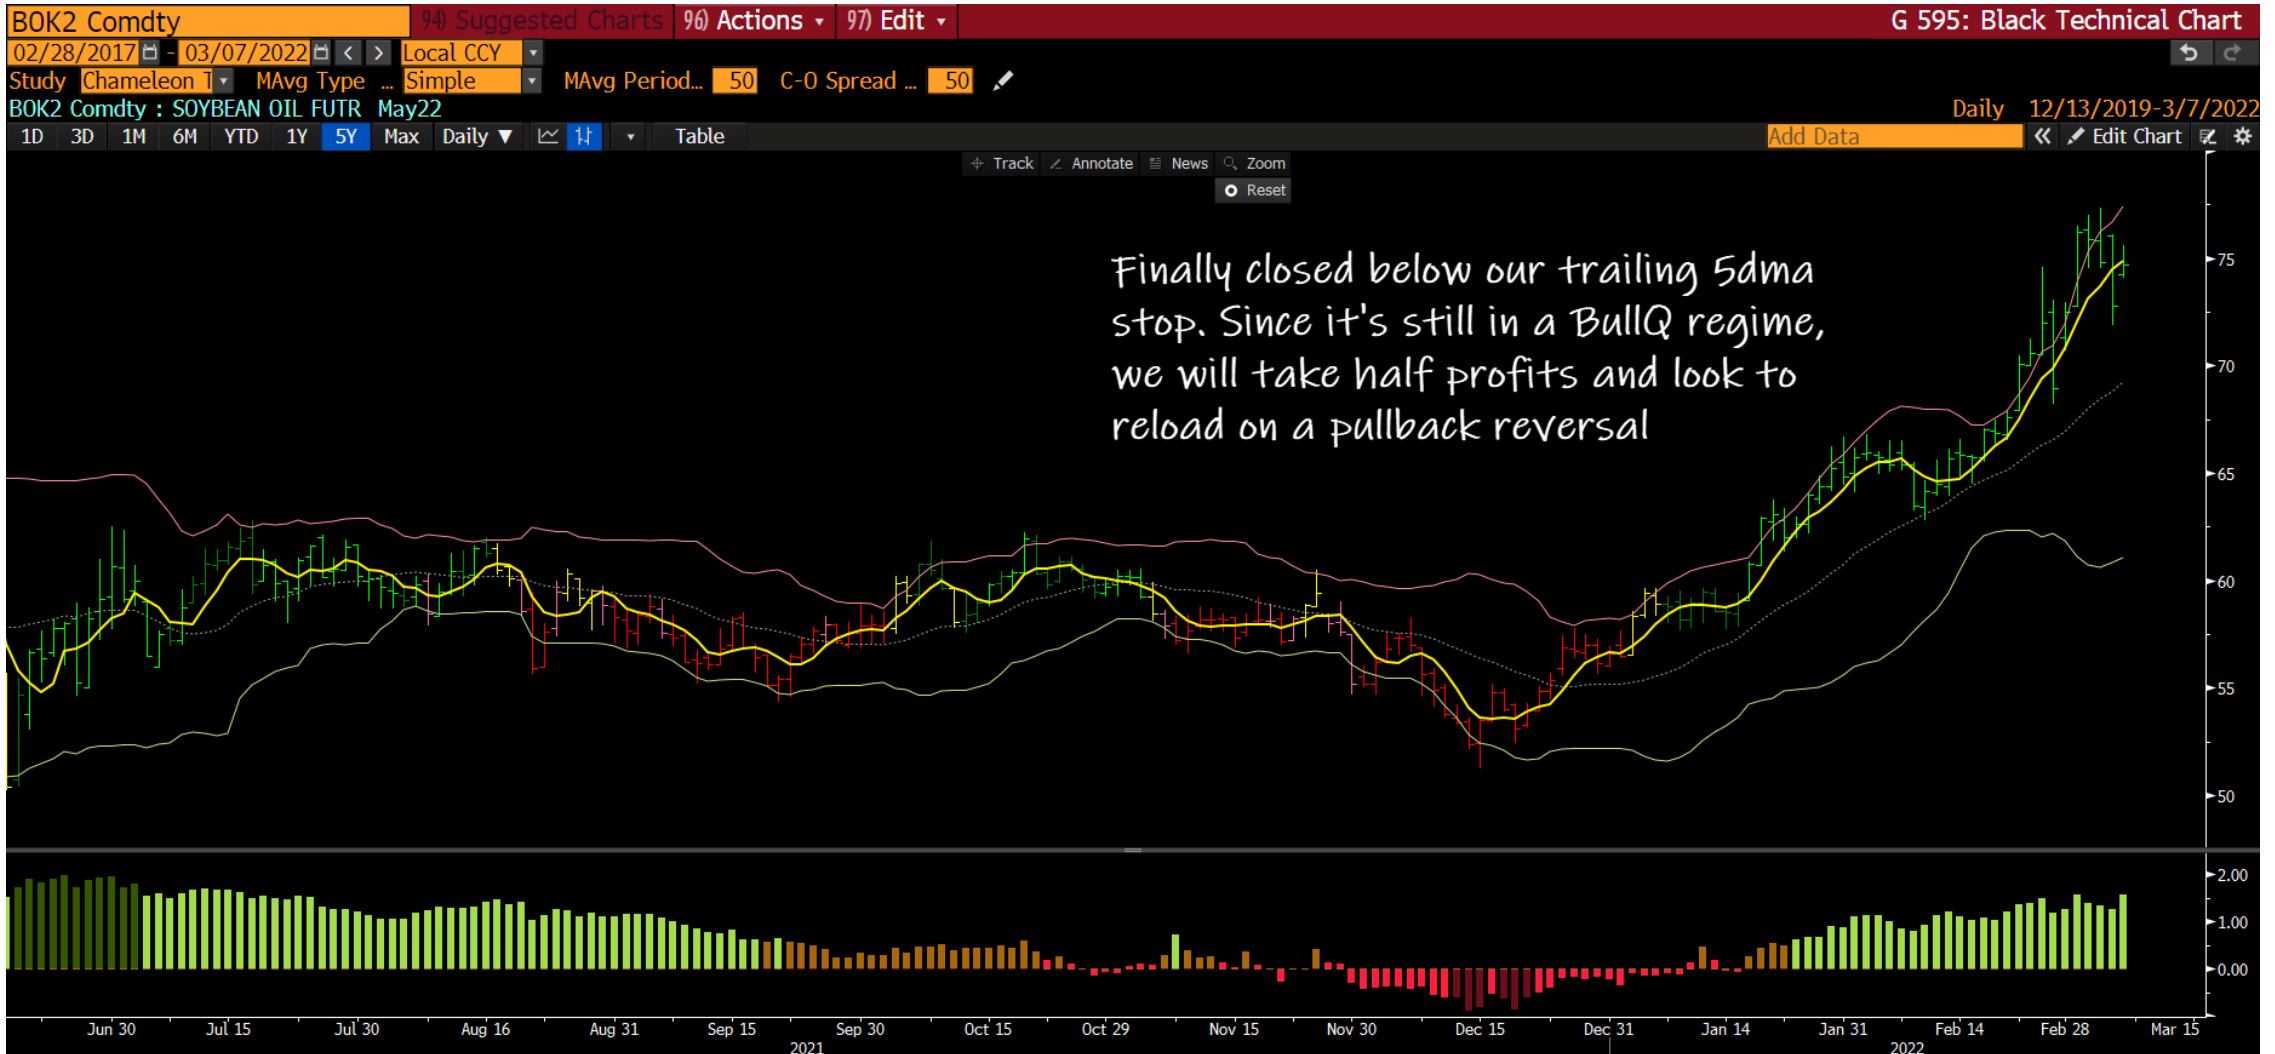 BOK2 Comdty 94) Suggested Charts 96) Actions 97) Edit G 595: Black Technical Chart
02/28/2017 - 03/07/2022 Local CCY
Study Chameleon T MAvg Type ... Simple MAvg Period... 50 C-O Spread ... 50
BOK2 Comdty : SOYBEAN OIL FUTR May22 Daily 12/13/2019-3/7/2022
1D 3D 1M 6M YTD 1Y 5Y Max Daily ▼ Table Add Data « Edit Chart
Track Annotate News Zoom
Reset
Finally closed below our trailing 5dma
stop. Since it's still in a BullQ regime,
we will take half profits and look to
reload on a pullback reversal
75
70
65
60
55
50
2.00
1.00
0.00
Jun 30 Jul 15 Jul 30 Aug 16 Aug 31 Sep 15 Sep 30 Oct 15 Oct 29 Nov 15 Nov 30 Dec 15 Dec 31 Jan 14 Jan 31 Feb 14 Feb 28 Mar 15
2021 2022